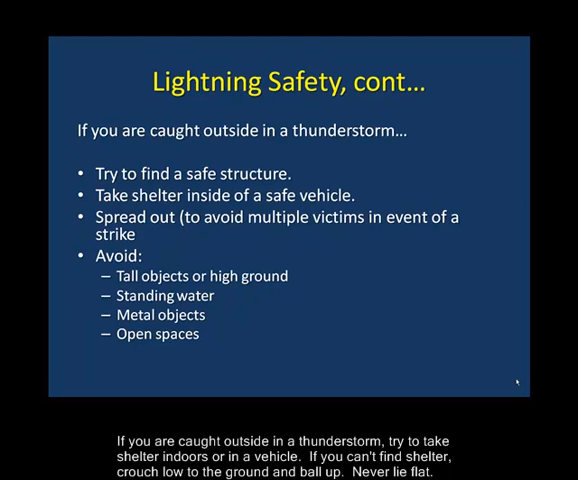 Lightning Safety, cont…
If you are caught outside in a thunderstorm…
• Try to find a safe structure.
• Take shelter inside of a safe vehicle.
• Spread out (to avoid multiple victims in event of a
strike
• Avoid:
– Tall objects or high ground
– Standing water
– Metal objects
– Open spaces
If you are caught outside in a thunderstorm, try to take
shelter indoors or in a vehicle.  If you can't find shelter,
crouch low to the ground and ball up.  Never lie flat.